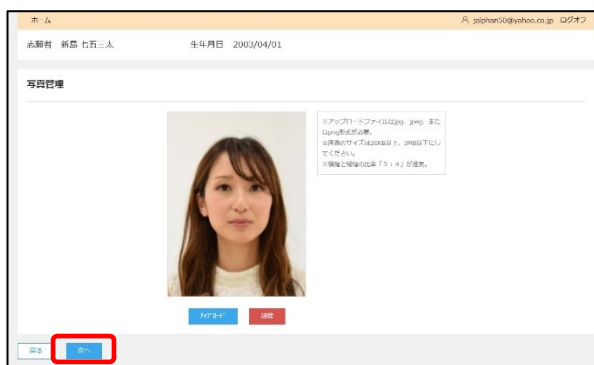 ホーム
jalphan50@yahoo.co.jp ログオフ
志願者 新島 七五三太 生年月日 2003/04/01
写真管理
※アップロードファイルはjpg、jpeg、また
はpng形式が必要。
※画像のサイズは20KB以上、3MB以下にし
てください。
※横幅と縦幅の比率「3：4」が推奨。
ｱｯﾌﾟﾛｰﾄﾞ 削除
戻る 次へ